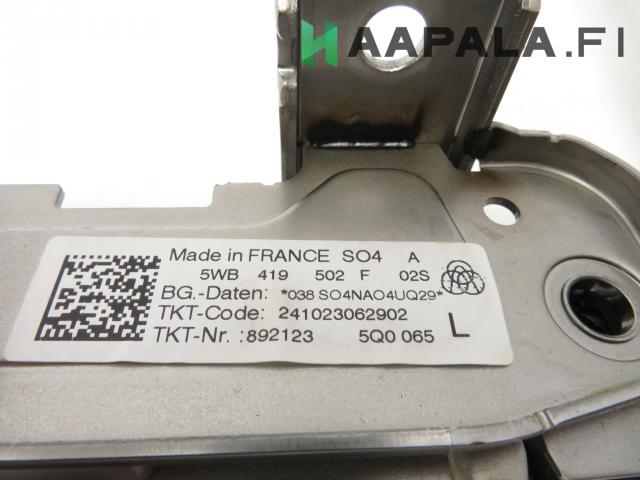 HAAPALA.FI
Made in FRANCE SO4 A
5WB 419 502 F 02S
BG.-Daten: *038 SO4NAO4UQ29*
TKT-Code: 241023062902
TKT-Nr. :892123 5Q0 065 L